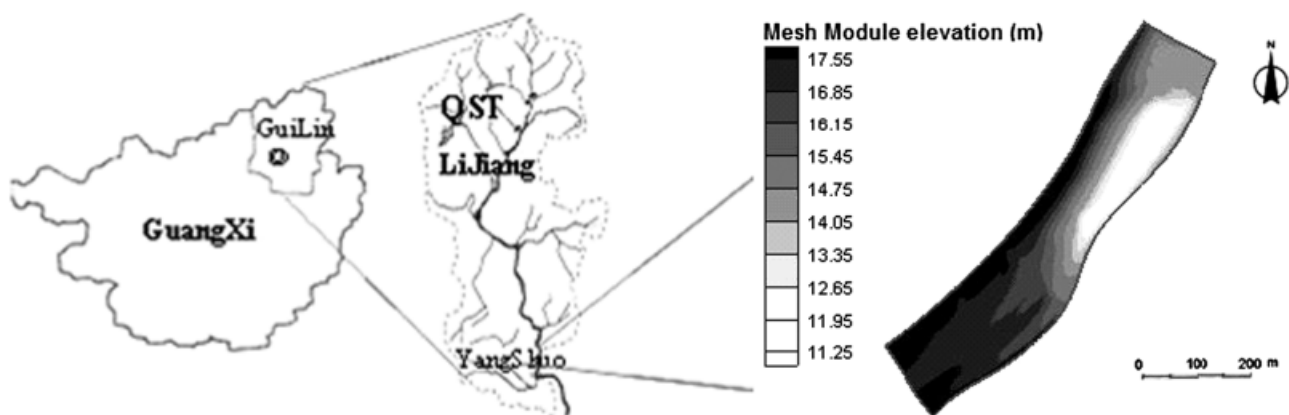 GuiLin
GuangXi
QST
LiJiang
YangShuo
Mesh Module elevation (m)
17.55
16.85
16.15
15.45
14.75
14.05
13.35
12.65
11.95
11.25
N
0 100 200 m